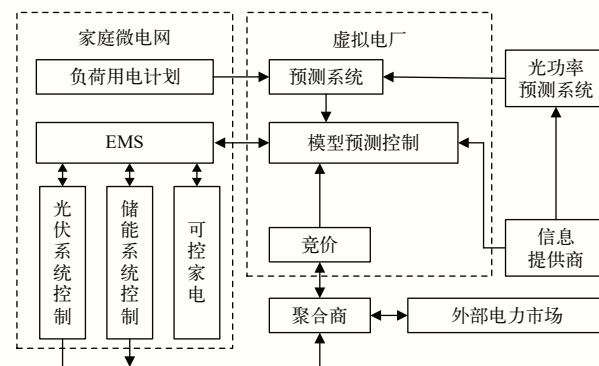 家庭微电网
虚拟电厂
负荷用电计划
预测系统
光功率
预测系统
EMS
模型预测控制
光伏系统控制
储能系统控制
可控家电
竞价
信息
提供商
聚合商
外部电力市场